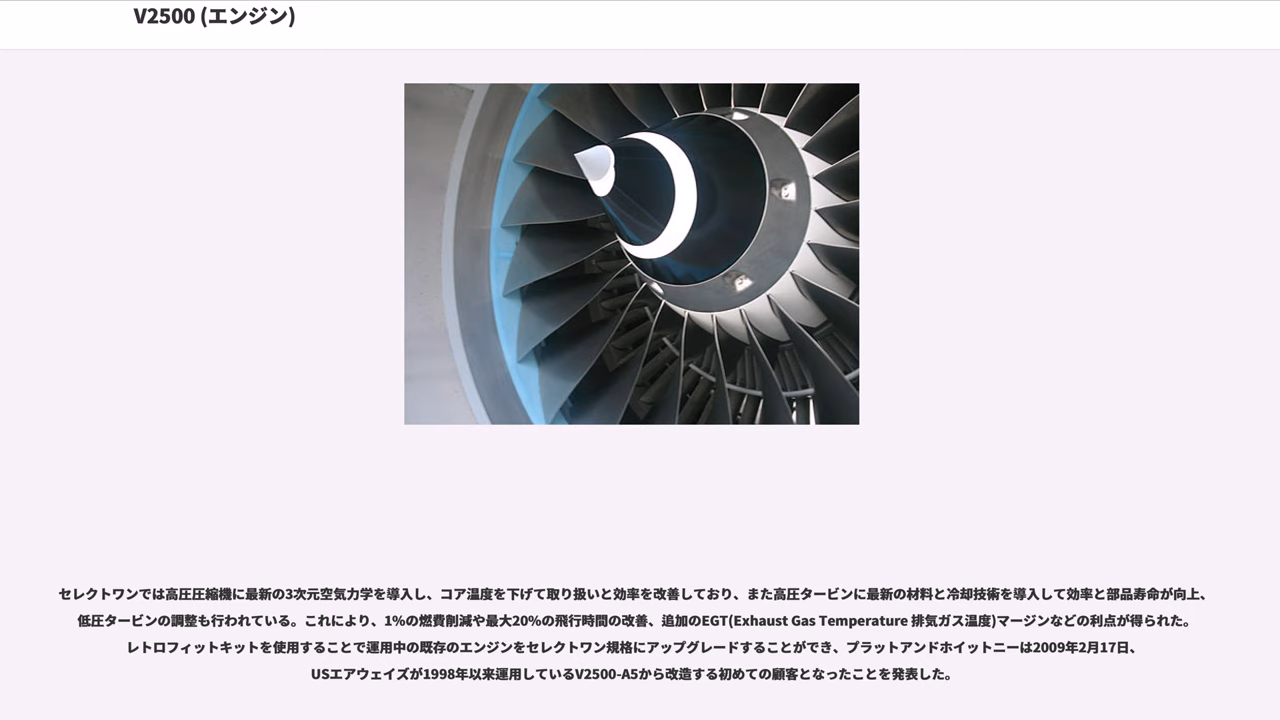 V2500 (エンジン)
セレクトワンでは高圧圧縮機に最新の3次元空気力学を導入し、コア温度を下げて取り扱いと効率を改善しており、また高圧タービンに最新の材料と冷却技術を導入して効率と部品寿命が向上、
低圧タービンの調整も行われている。これにより、1%の燃費削減や最大20%の飛行時間の改善、追加のEGT(Exhaust Gas Temperature 排気ガス温度)マージンなどの利点が得られた。
レトロフィットキットを使用することで運用中の既存のエンジンをセレクトワン規格にアップグレードすることができ、プラットアンドホイットニーは2009年2月17日、
USエアウェイズが1998年以来運用しているV2500-A5から改造する初めての顧客となったことを発表した。